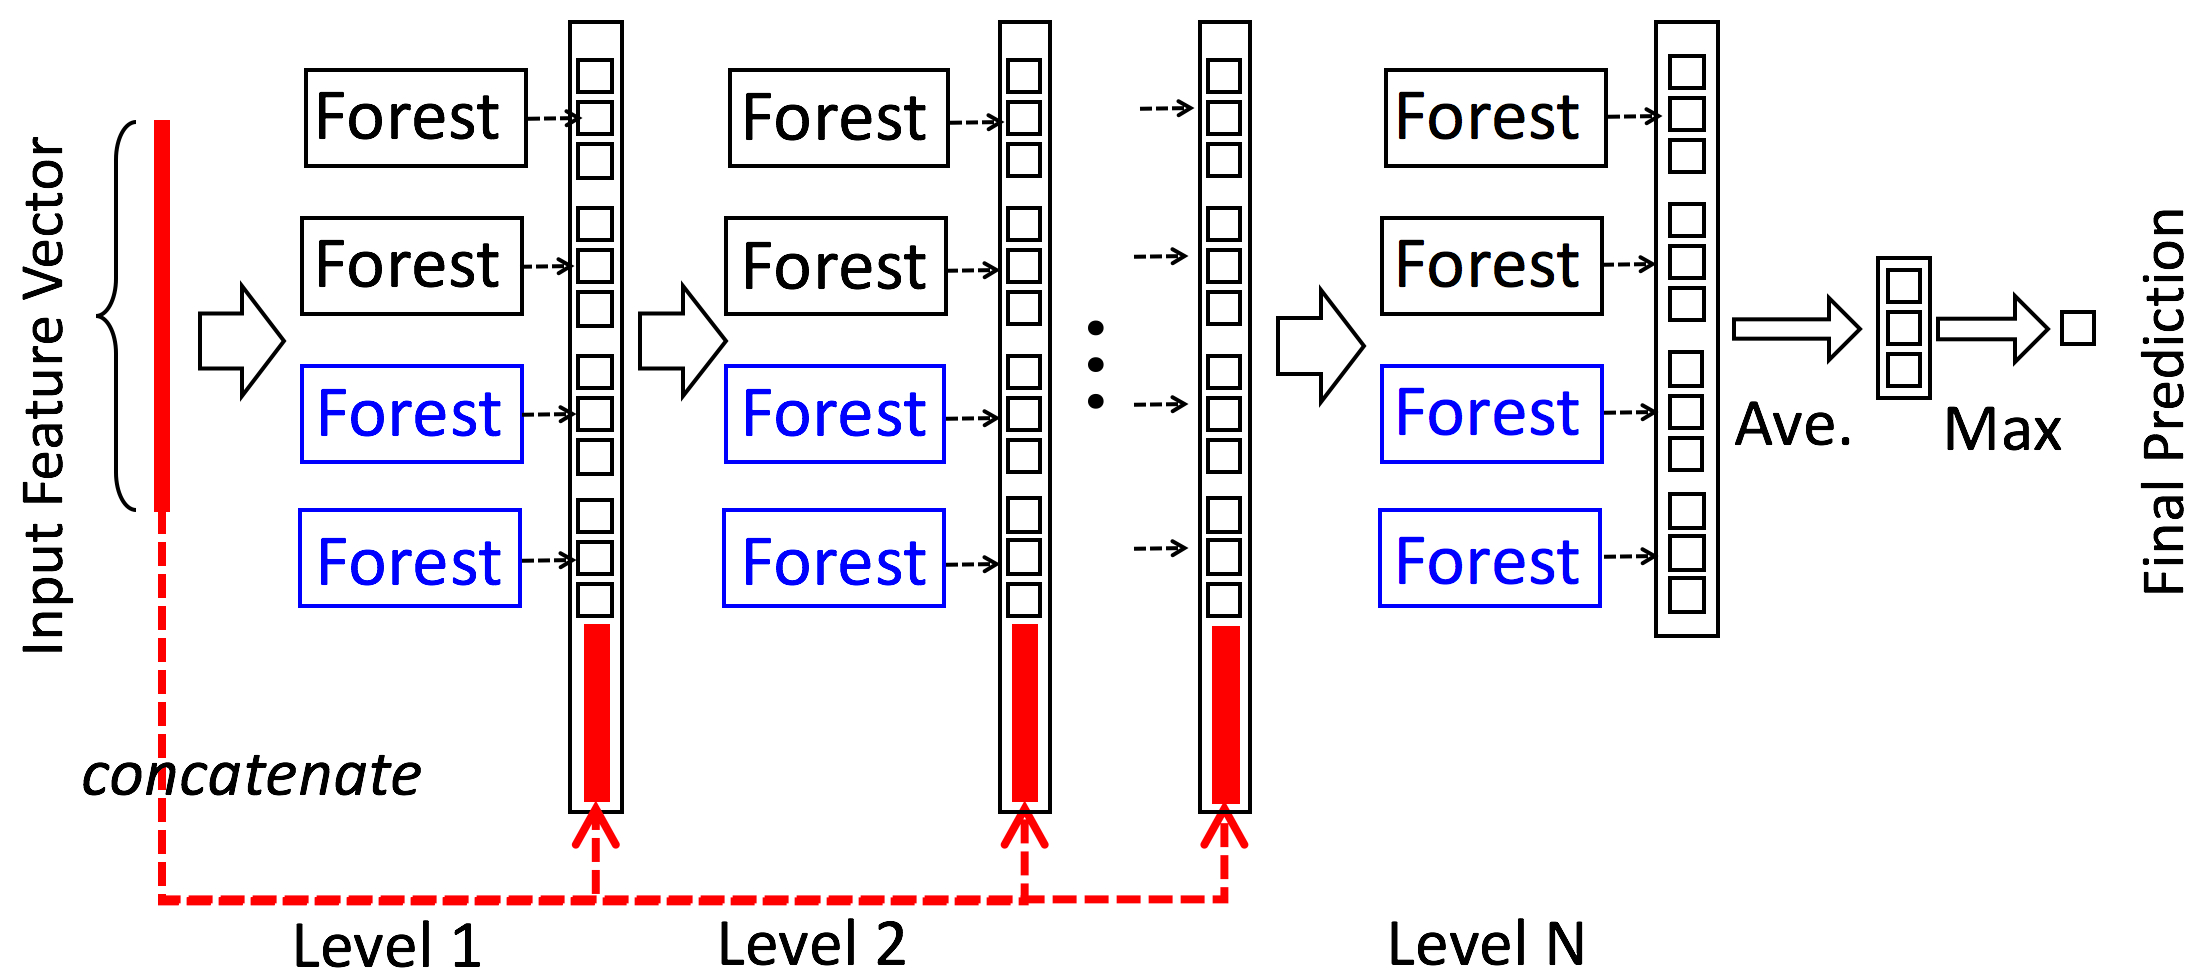 Input Feature Vector
Forest
Forest
Forest
Forest
concatenate
Level 1
Forest
Forest
Forest
Forest
Level 2
Forest
Forest
Forest
Forest
Level N
Ave.
Max
Final Prediction